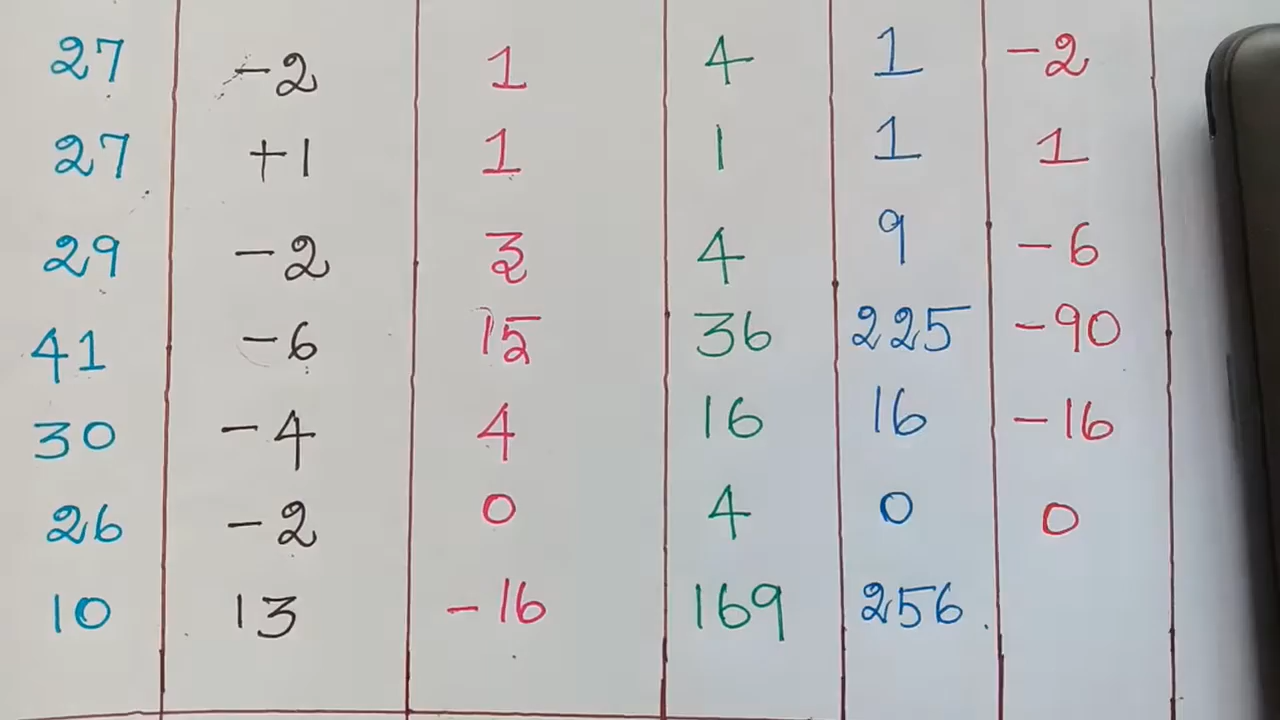 27 -2 1 4 1 -2
27 +1 1 1 1 1
29 -2 3 4 9 -6
41 -6 15 36 225 -90
30 -4 4 16 16 -16
26 -2 0 4 0 0
10 13 -16 169 256